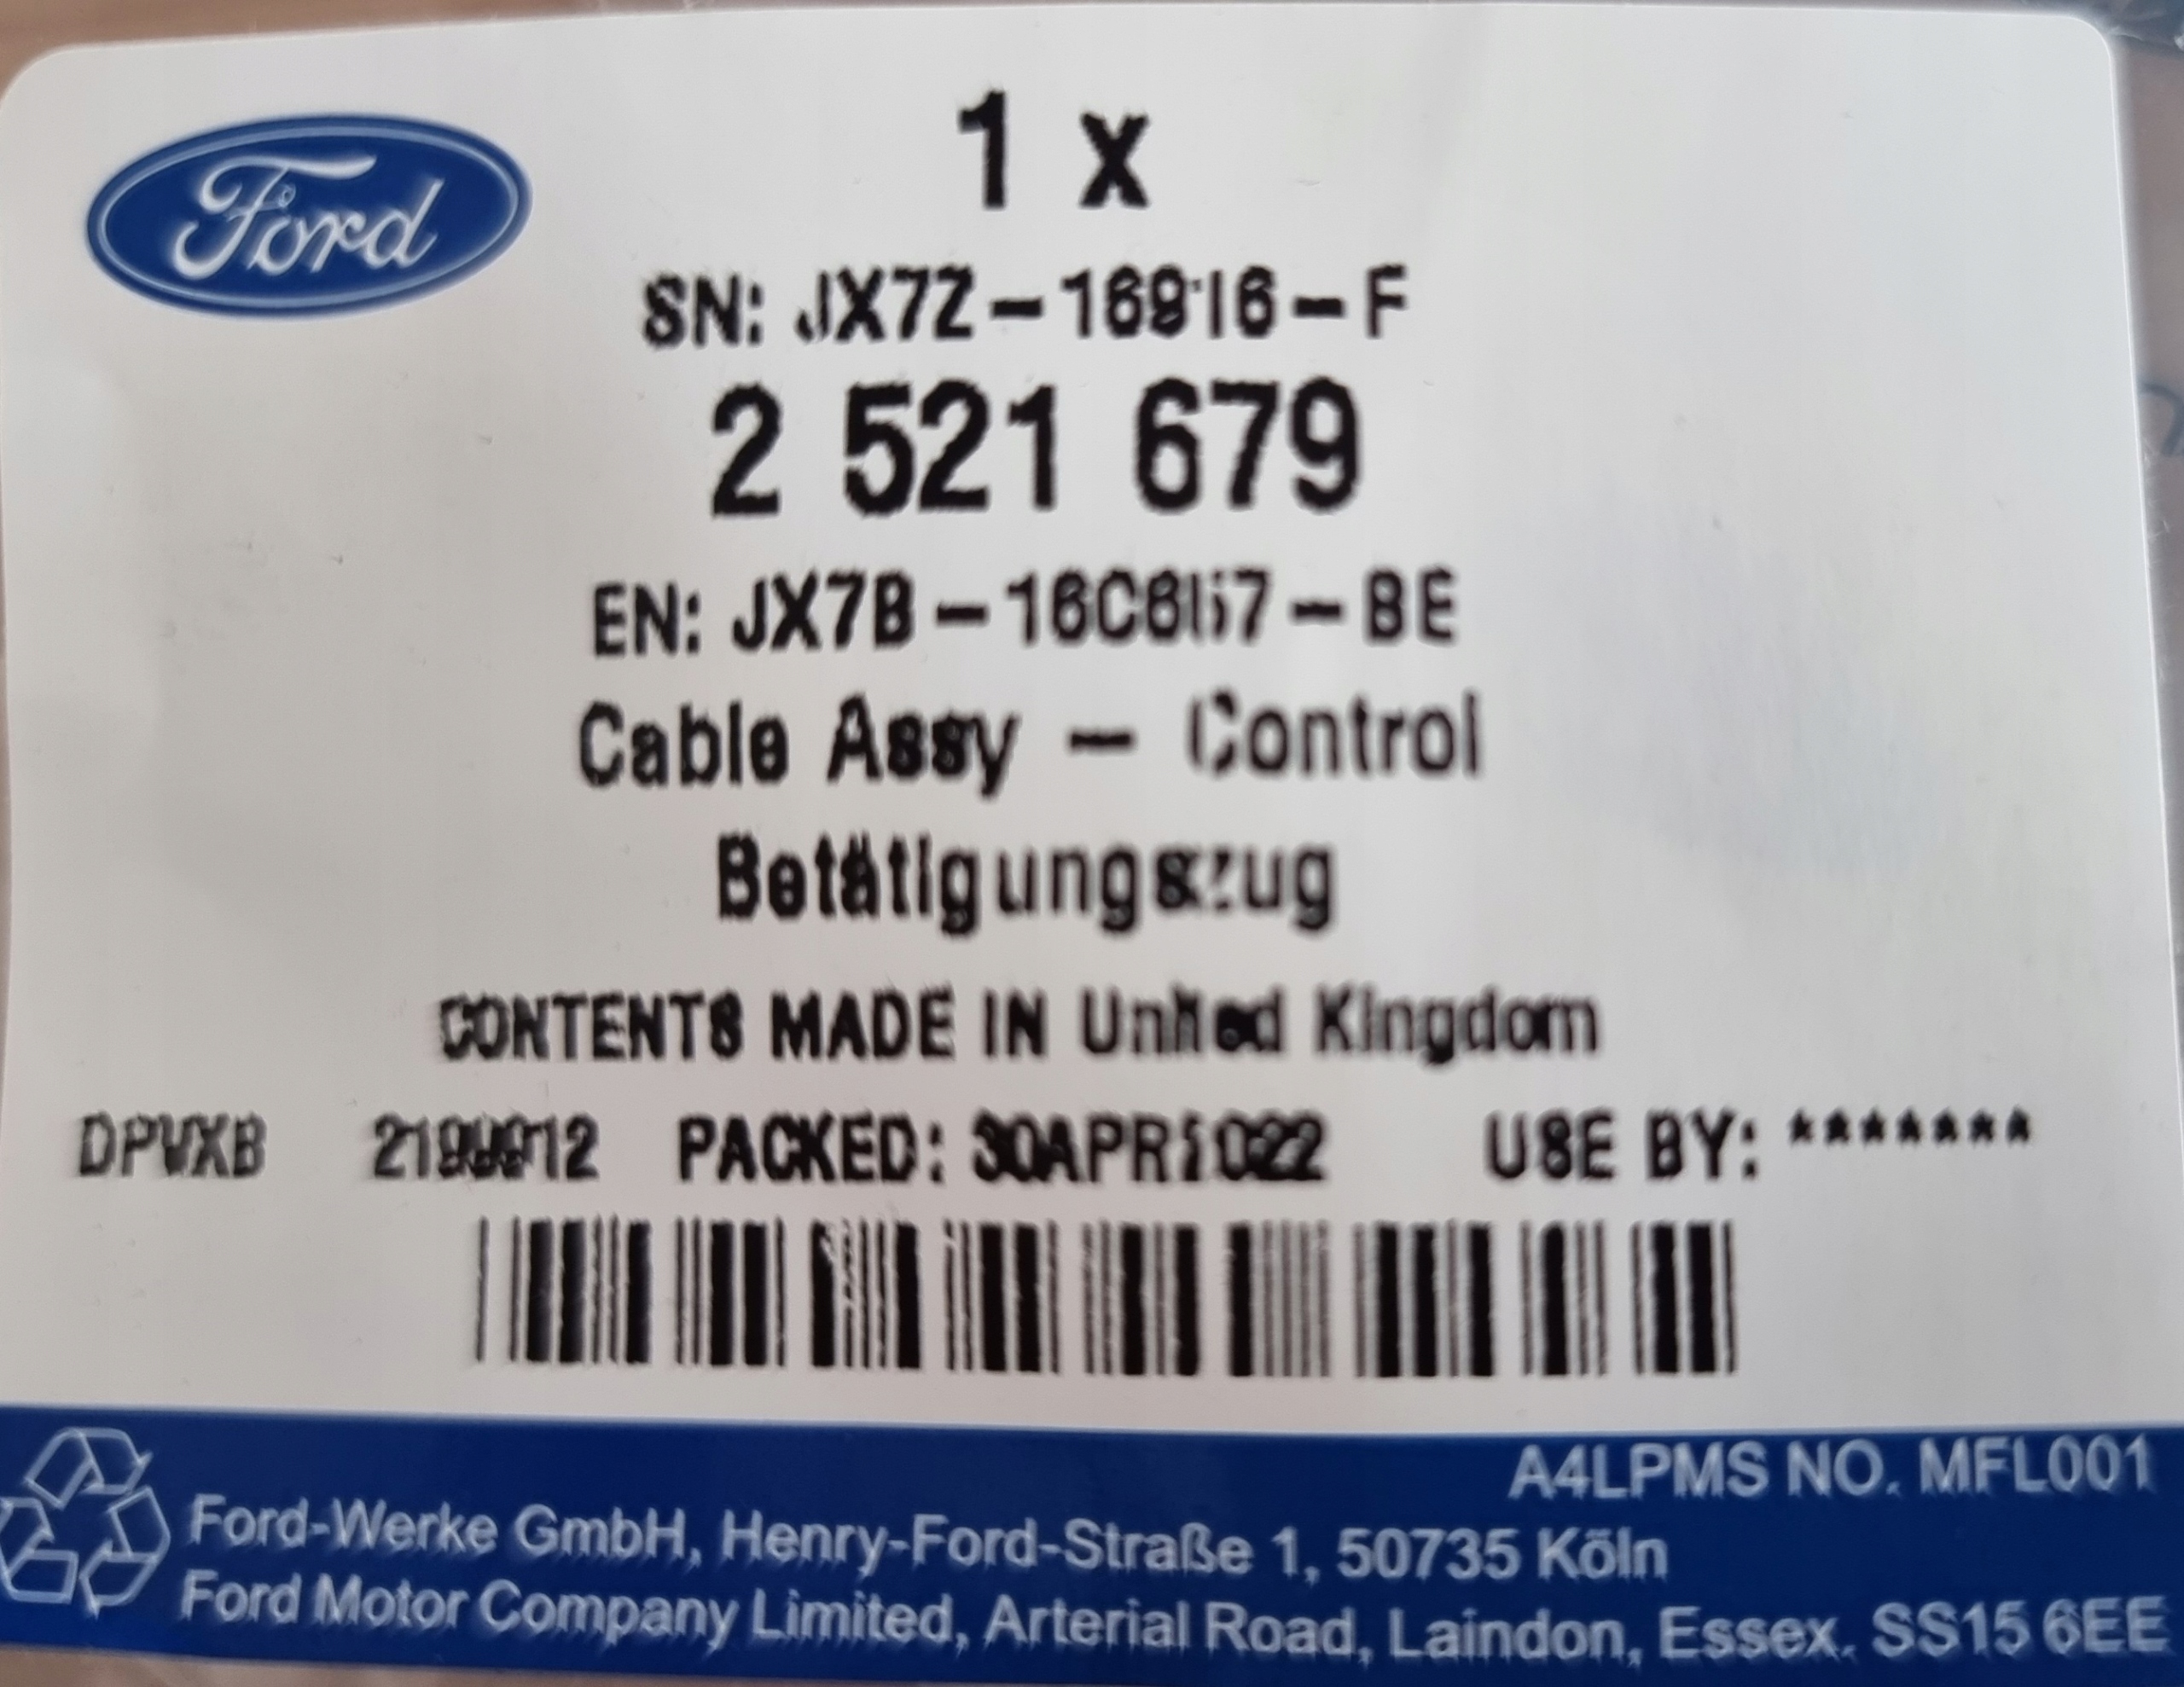 Ford
1 x
SN: JX7Z-16916-F
2 521 679
EN: JX7B-16C657-BE
Cable Assy - Control
Betätigungszug
CONTENTS MADE IN United Kingdom
DPVXB PACKED: 30APR2022 USE BY: *******
A4LPMS NO. MFL001
Ford-Werke GmbH, Henry-Ford-Straße 1, 50735 Köln
Ford Motor Company Limited, Arterial Road, Laindon, Essex. SS15 6EE